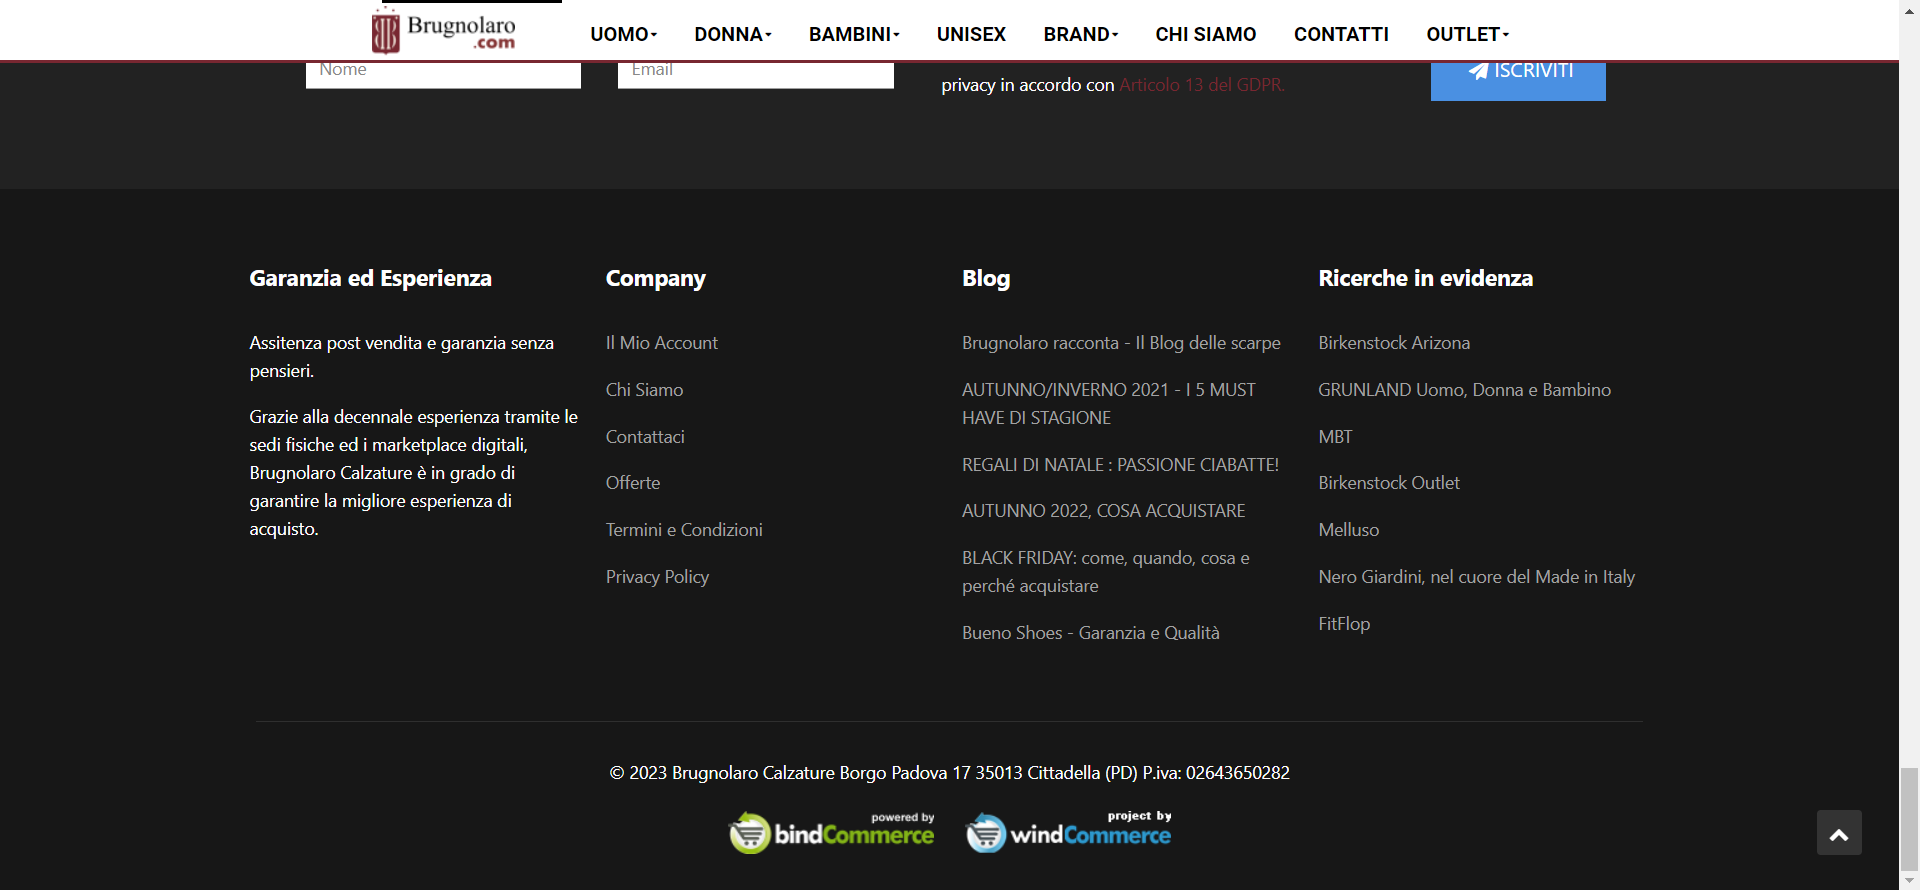 Brugnolaro
.com
UOMO
DONNA
BAMBINI
UNISEX
BRAND
CHI SIAMO
CONTATTI
OUTLET
Nome
Email
privacy in accordo con Articolo 13 del GDPR.
ISCRIVITI
Garanzia ed Esperienza
Assitenza post vendita e garanzia senza
pensieri.
Grazie alla decennale esperienza tramite le
sedi fisiche ed i marketplace digitali,
Brugnolaro Calzature è in grado di
garantire la migliore esperienza di
acquisto.
Company
Il Mio Account
Chi Siamo
Contattaci
Offerte
Termini e Condizioni
Privacy Policy
Blog
Brugnolaro racconta - Il Blog delle scarpe
AUTUNNO/INVERNO 2021 - I 5 MUST
HAVE DI STAGIONE
REGALI DI NATALE : PASSIONE CIABATTE!
AUTUNNO 2022, COSA ACQUISTARE
BLACK FRIDAY: come, quando, cosa e
perché acquistare
Bueno Shoes - Garanzia e Qualità
Ricerche in evidenza
Birkenstock Arizona
GRUNLAND Uomo, Donna e Bambino
MBT
Birkenstock Outlet
Melluso
Nero Giardini, nel cuore del Made in Italy
FitFlop
© 2023 Brugnolaro Calzature Borgo Padova 17 35013 Cittadella (PD) P.iva: 02643650282
powered by
bindCommerce
project by
windCommerce